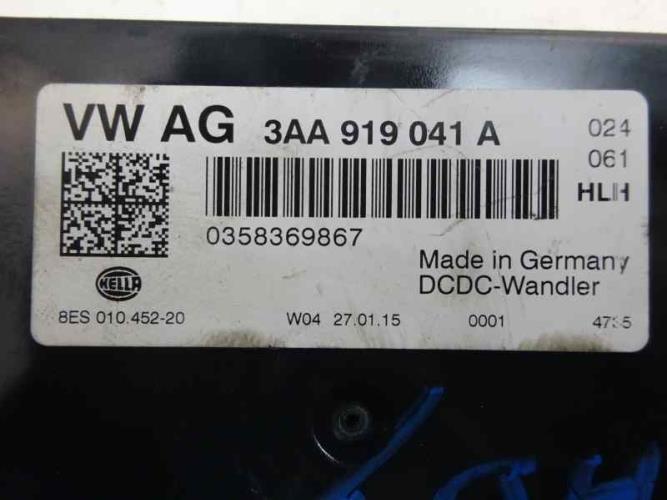 VW AG 3AA 919 041 A 024
061
HLH
0358369867
Made in Germany
DCDC-Wandler
HELLA
8ES 010.452-20 W04 27.01.15 0001